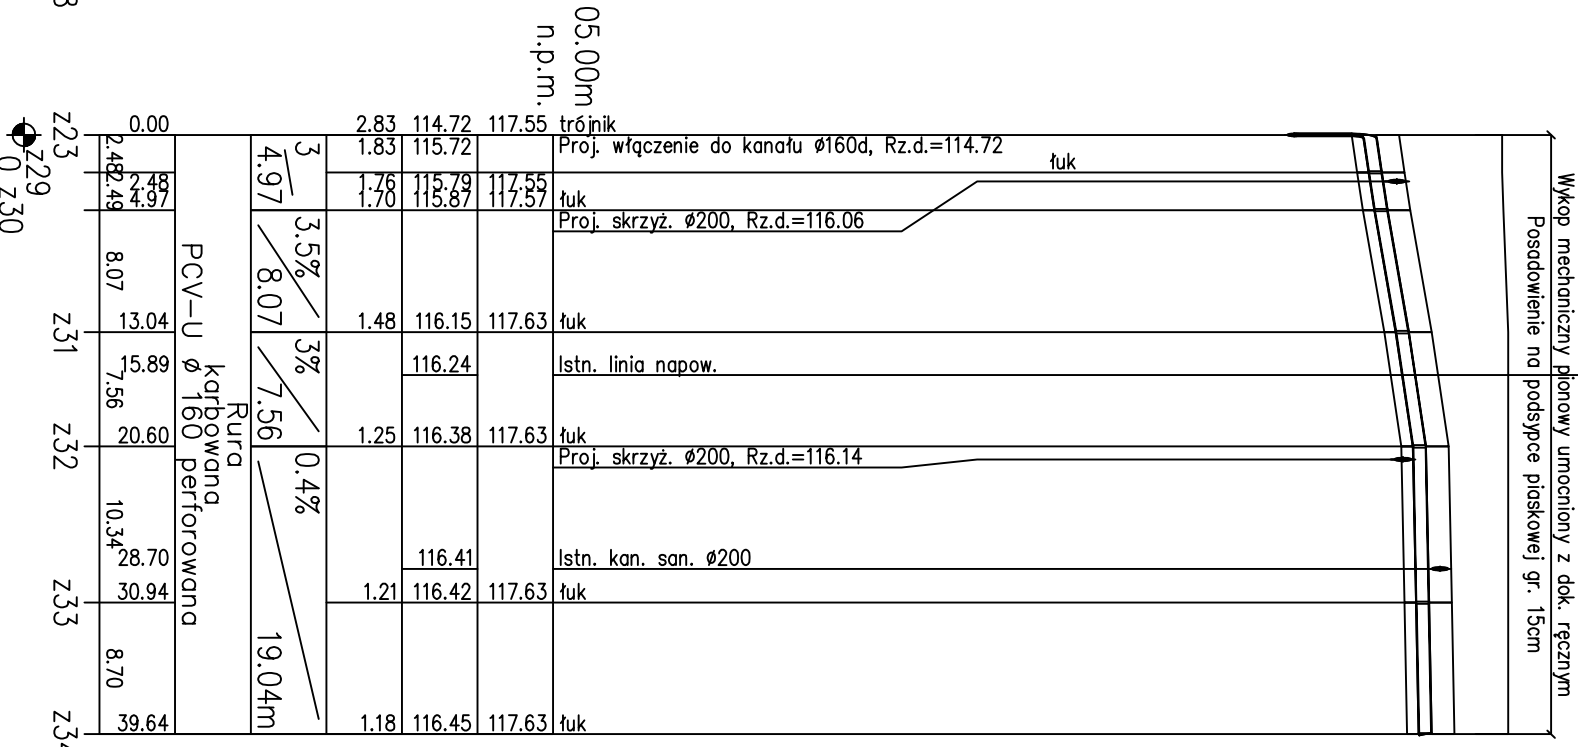 05.00m
n.p.m.
0.00 2.83 114.72 117.55 trójnik
1.83 115.72 Proj. włączenie do kanału ø160d, Rz.d.=114.72
łuk
2.48 1.76 115.79 117.55
4.97 1.70 115.87 117.57 łuk
Proj. skrzyż. ø200, Rz.d.=116.06
13.04 1.48 116.15 117.63 łuk
15.89 116.24 Istn. linia napow.
20.60 1.25 116.38 117.63 łuk
Proj. skrzyż. ø200, Rz.d.=116.14
28.70 116.41 Istn. kan. san. ø200
30.94 1.21 116.42 117.63 łuk
39.64 1.18 116.45 117.63 łuk
Wykop mechaniczny pionowy umocniony z dok. ręcznym
Posadowienie na podsypce piaskowej gr. 15cm
3
4.97
3.5%
8.07
3%
7.56
0.4%
19.04m
Rura
karbowana
PCV-U ø 160 perforowana
2.48
2.49
8.07
7.56
10.34
8.70
z23
z29
z30
z31
z32
z33